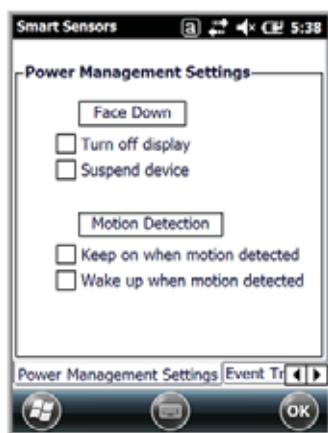 Smart Sensors a 5:38
Power Management Settings
Face Down
Turn off display
Suspend device
Motion Detection
Keep on when motion detected
Wake up when motion detected
Power Management Settings Event Tr
OK